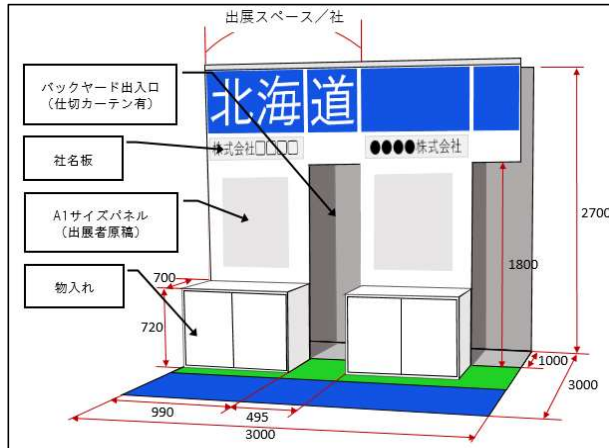 出展スペース／社
バックヤード出入口
（仕切カーテン有）
社名板
A1サイズパネル
（出展者原稿）
物入れ
北海道
株式会社□□□□
●●●●株式会社
2700
1800
700
720
1000
3000
990
495
3000